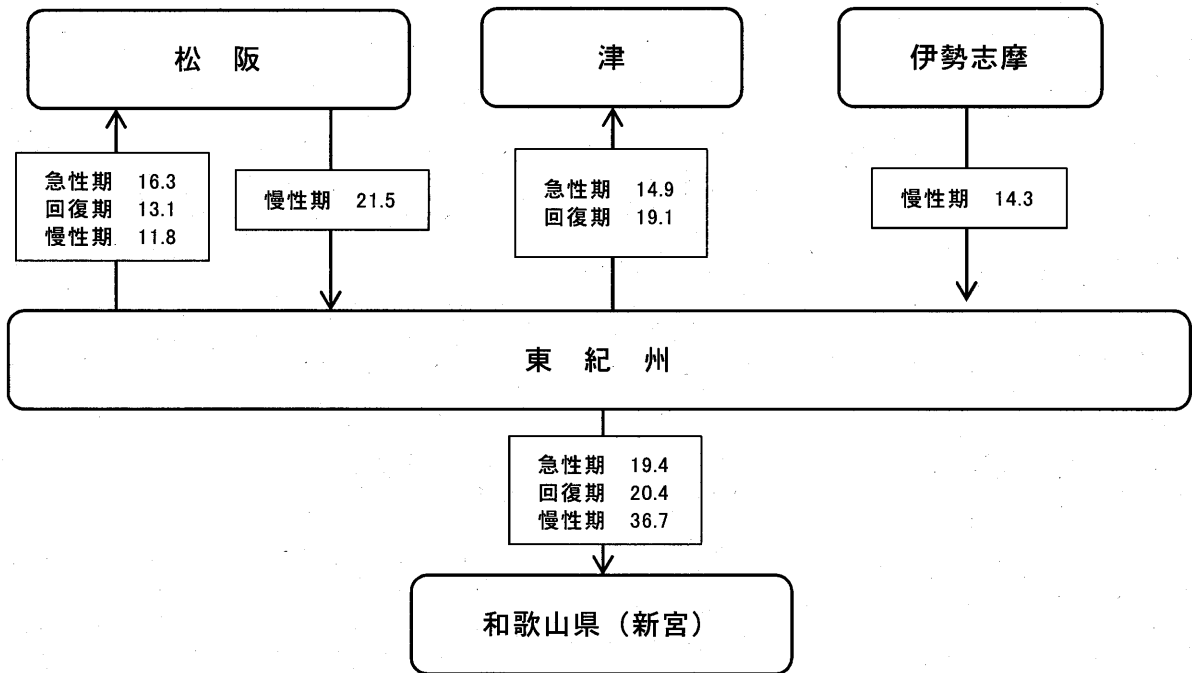 松　阪
津
伊勢志摩
急性期　16.3
回復期　13.1
慢性期　11.8
慢性期　21.5
急性期　14.9
回復期　19.1
慢性期　14.3
東　紀　州
急性期　19.4
回復期　20.4
慢性期　36.7
和歌山県（新宮）